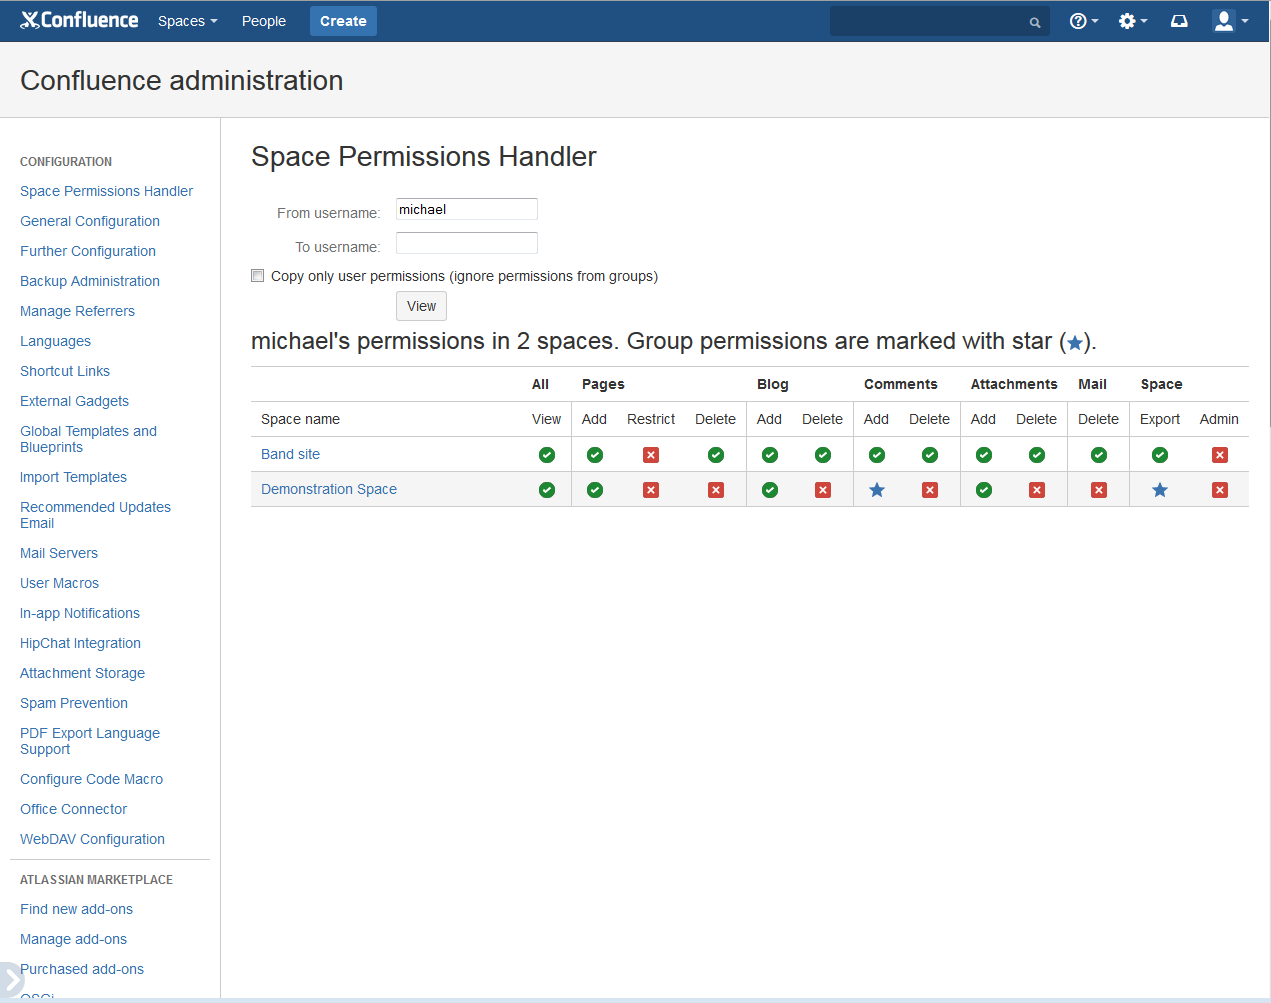 Confluence Spaces People Create
Confluence administration
CONFIGURATION
Space Permissions Handler
General Configuration
Further Configuration
Backup Administration
Manage Referrers
Languages
Shortcut Links
External Gadgets
Global Templates and
Blueprints
Import Templates
Recommended Updates
Email
Mail Servers
User Macros
In-app Notifications
HipChat Integration
Attachment Storage
Spam Prevention
PDF Export Language
Support
Configure Code Macro
Office Connector
WebDAV Configuration
ATLASSIAN MARKETPLACE
Find new add-ons
Manage add-ons
Purchased add-ons
OSGi
Space Permissions Handler
From username: michael
To username:
Copy only user permissions (ignore permissions from groups)
View
michael's permissions in 2 spaces. Group permissions are marked with star (★).
All Pages Blog Comments Attachments Mail Space
Space name View Add Restrict Delete Add Delete Add Delete Add Delete Delete Export Admin
Band site
Demonstration Space